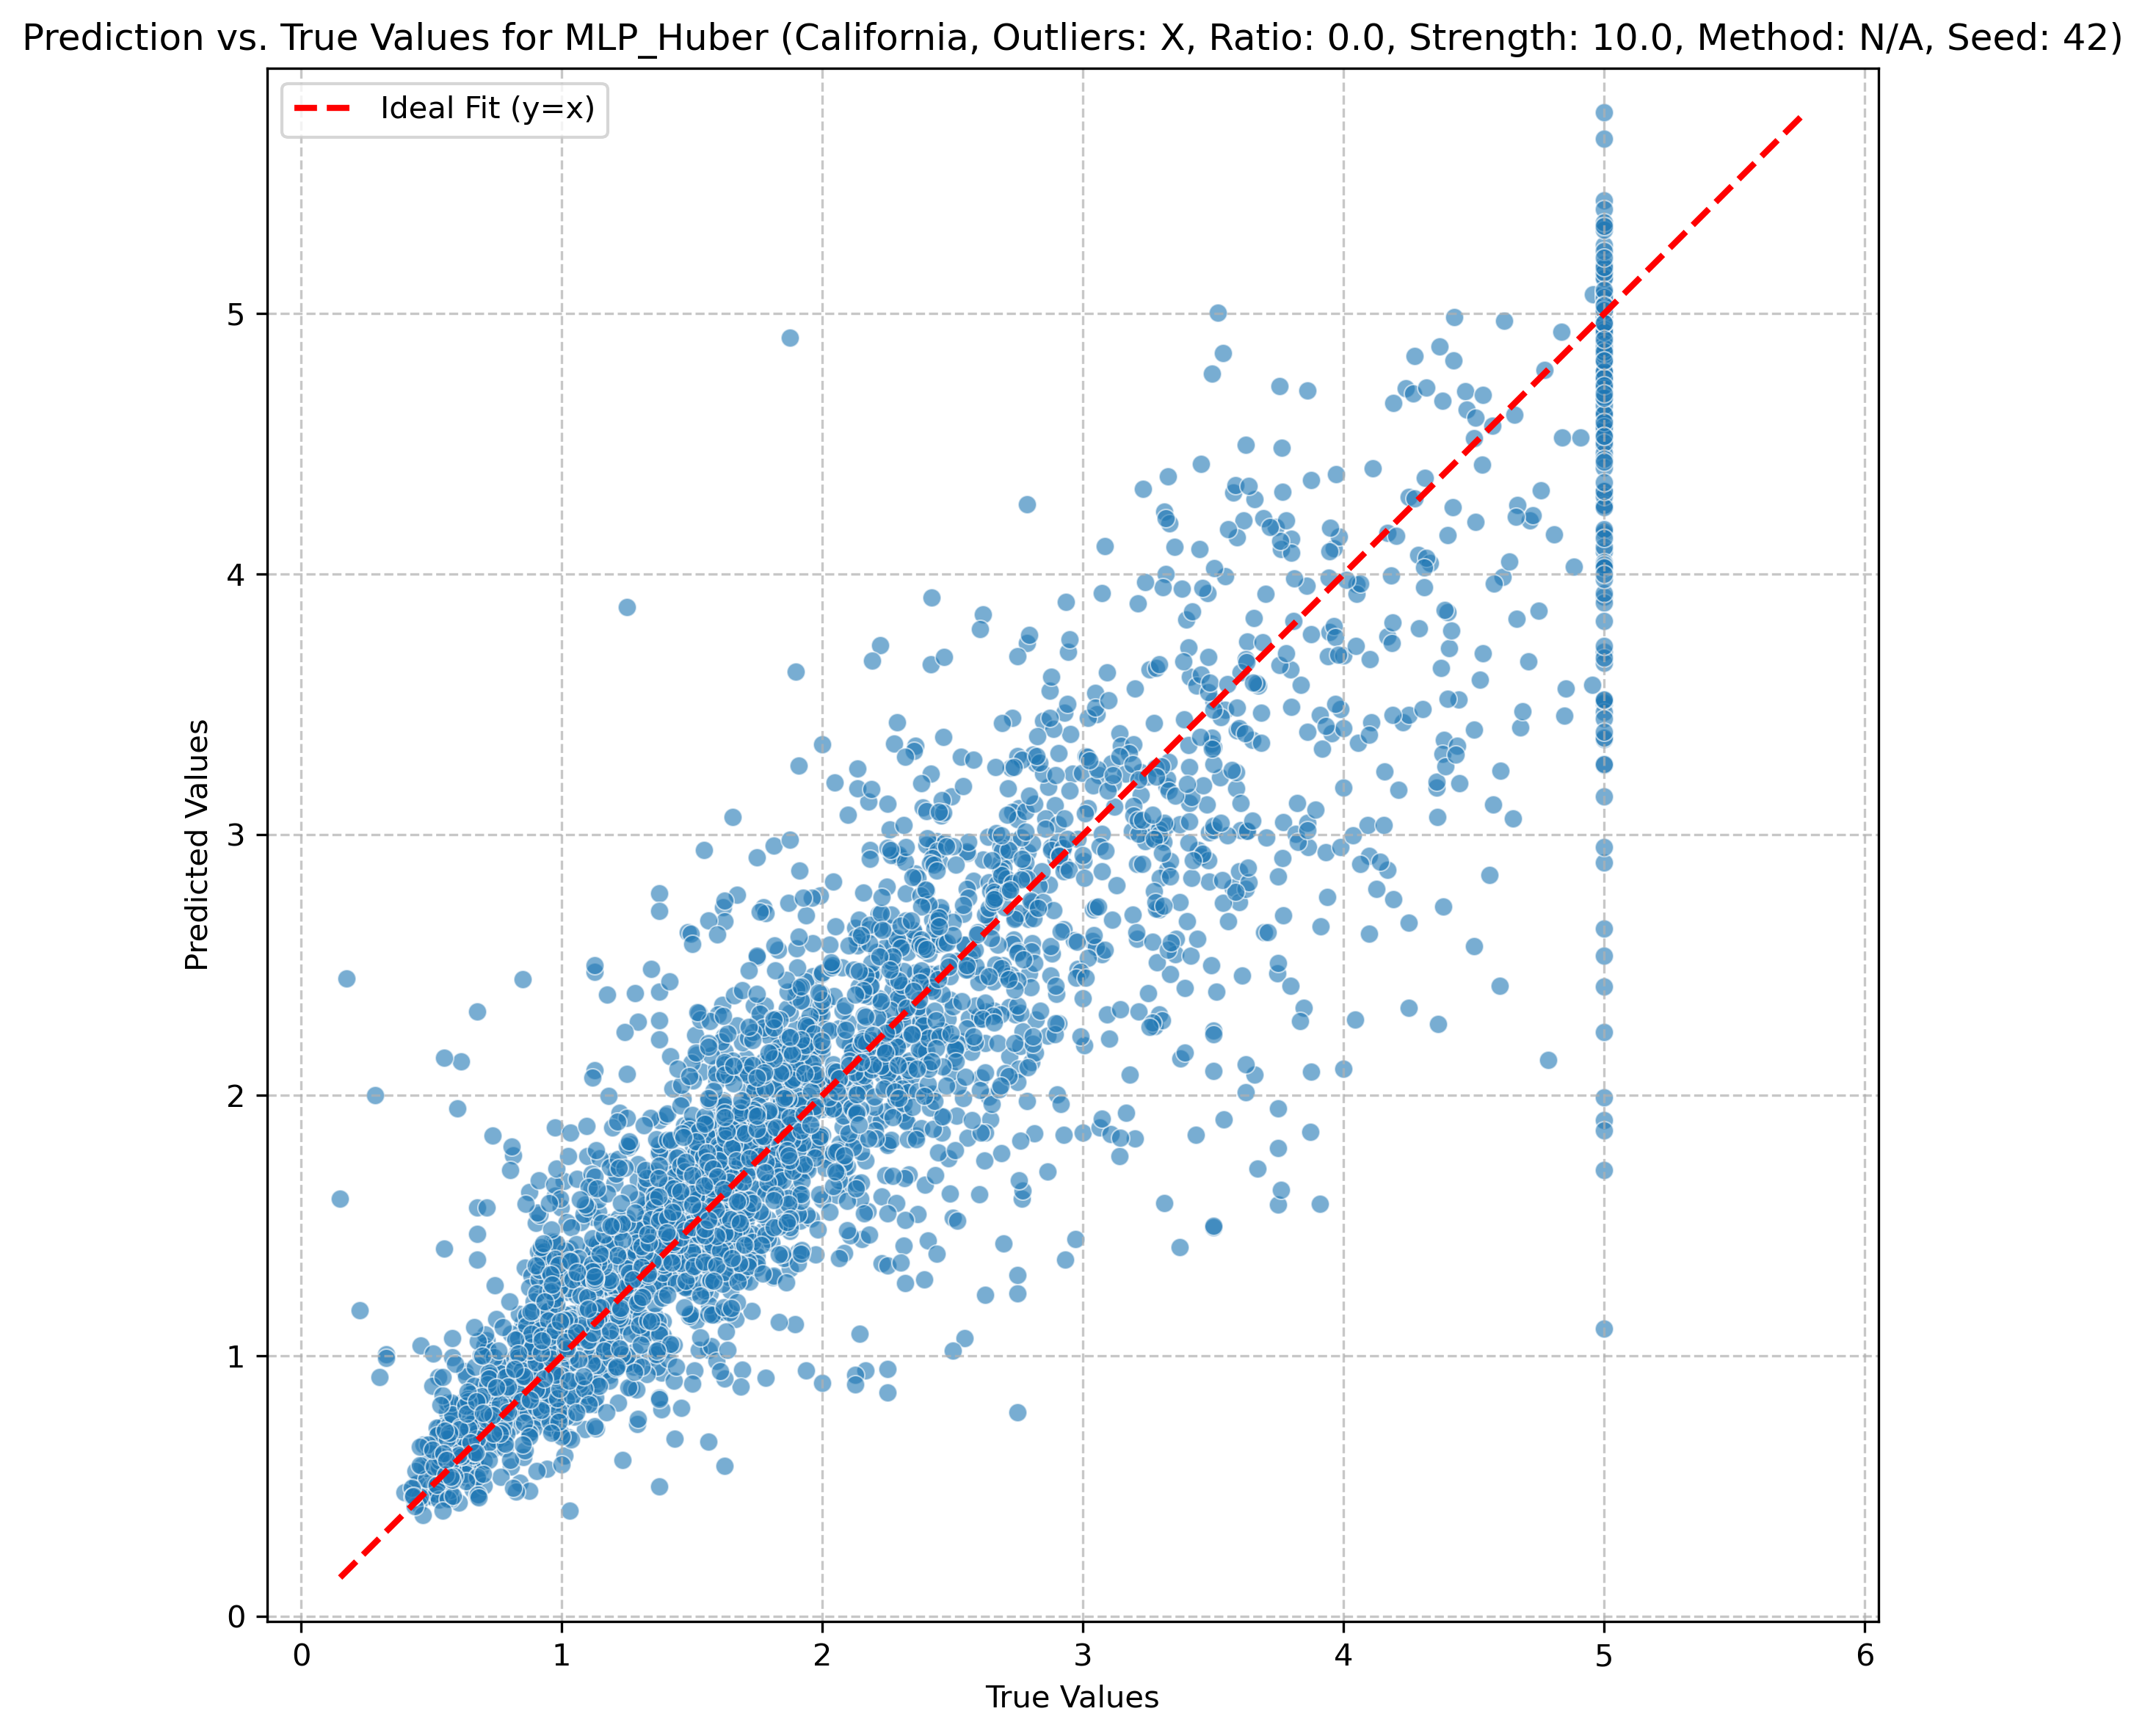 Prediction vs. True Values for MLP_Huber (California, Outliers: X, Ratio: 0.0, Strength: 10.0, Method: N/A, Seed: 42)
Ideal Fit (y=x)
5
4
3
2
1
0
Predicted Values
0 1 2 3 4 5 6
True Values